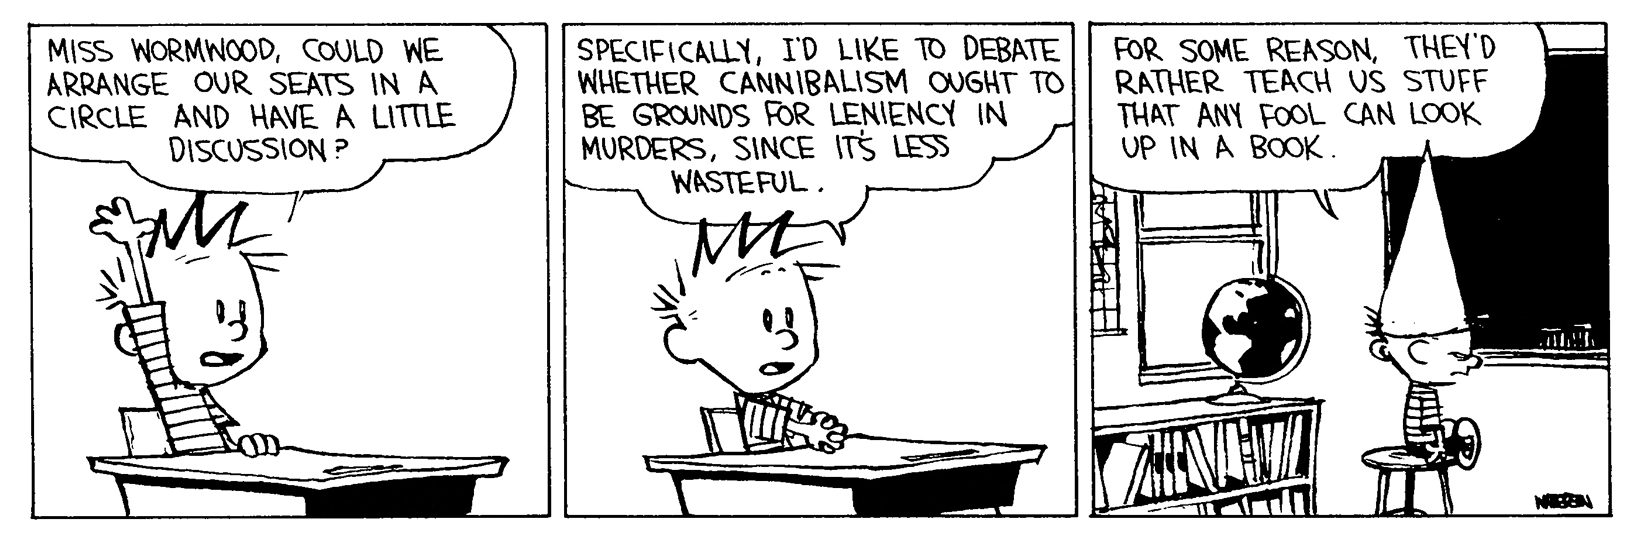 MISS WORMWOOD, COULD WE
ARRANGE OUR SEATS IN A
CIRCLE AND HAVE A LITTLE
DISCUSSION?
SPECIFICALLY, I'D LIKE TO DEBATE
WHETHER CANNIBALISM OUGHT TO
BE GROUNDS FOR LENIENCY IN
MURDERS, SINCE IT'S LESS
WASTEFUL.
FOR SOME REASON, THEY'D
RATHER TEACH US STUFF
THAT ANY FOOL CAN LOOK
UP IN A BOOK.